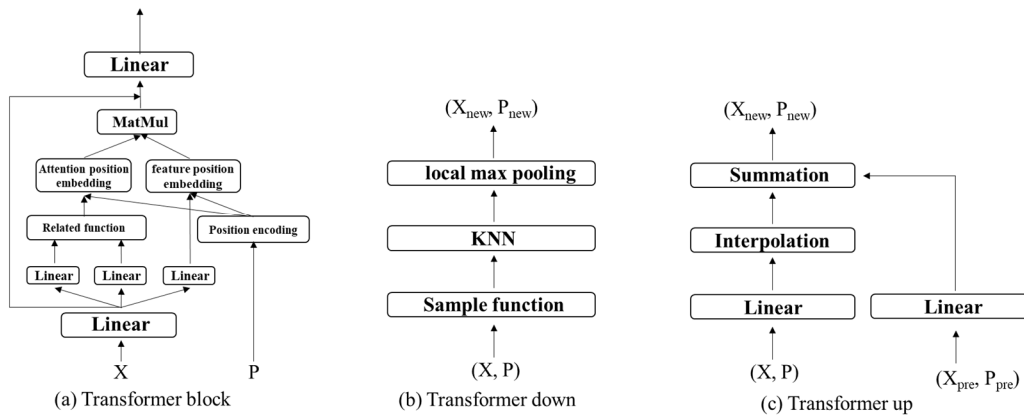 Linear
MatMul
Attention position
embedding
feature position
embedding
Related function
Position encoding
Linear
Linear
Linear
Linear
X
P
(a) Transformer block
(Xnew, Pnew)
local max pooling
KNN
Sample function
(X, P)
(b) Transformer down
(Xnew, Pnew)
Summation
Interpolation
Linear
Linear
(X, P)
(Xpre, Ppre)
(c) Transformer up